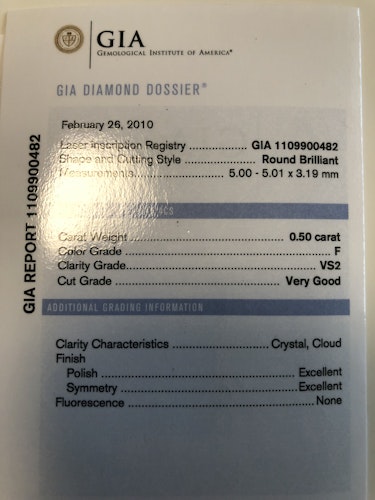 GIA
GEMOLOGICAL INSTITUTE OF AMERICA®
GIA DIAMOND DOSSIER®
February 26, 2010
Laser Inscription Registry .................... GIA 1109900482
Shape and Cutting Style .................... Round Brilliant
Measurements .................... 5.00 - 5.01 x 3.19 mm
Carat Weight .................... 0.50 carat
Color Grade .................... F
Clarity Grade .................... VS2
Cut Grade .................... Very Good
ADDITIONAL GRADING INFORMATION
Clarity Characteristics .................... Crystal, Cloud
Finish
Polish .................... Excellent
Symmetry .................... Excellent
Fluorescence .................... None
GIA REPORT 1109900482